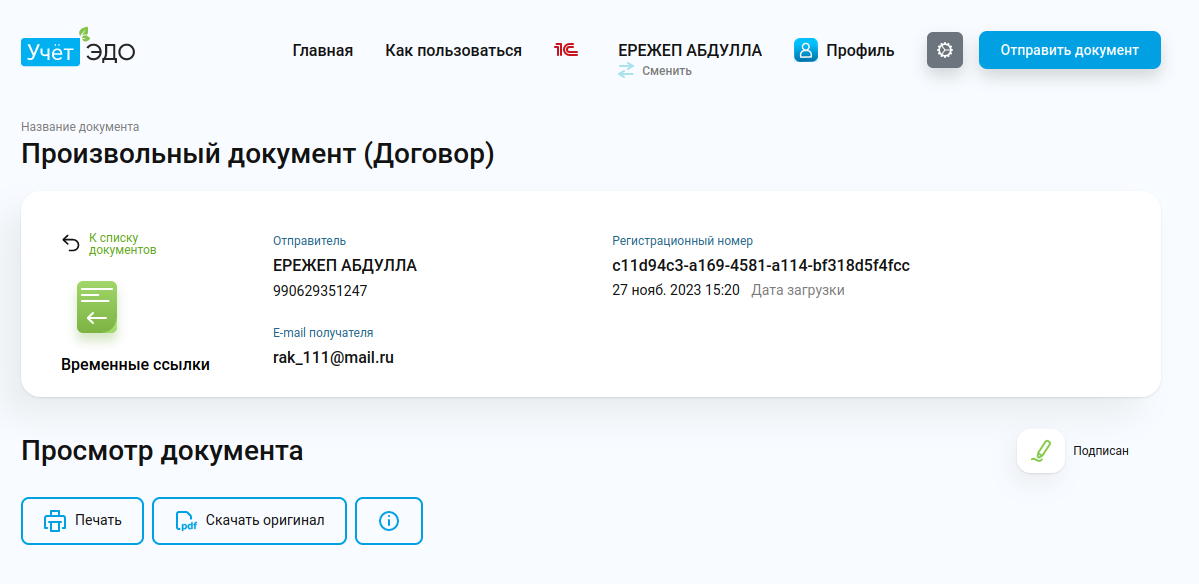 Учёт ЭДО
Главная
Как пользоваться
1С
ЕРЕЖЕП АБДУЛЛА
Сменить
Профиль
Отправить документ
Название документа
Произвольный документ (Договор)
К списку
документов
Временные ссылки
Отправитель
ЕРЕЖЕП АБДУЛЛА
990629351247
E-mail получателя
rak_111@mail.ru
Регистрационный номер
c11d94c3-a169-4581-a114-bf318d5f4fcc
27 нояб. 2023 15:20 Дата загрузки
Просмотр документа
Подписан
Печать
pdf Скачать оригинал